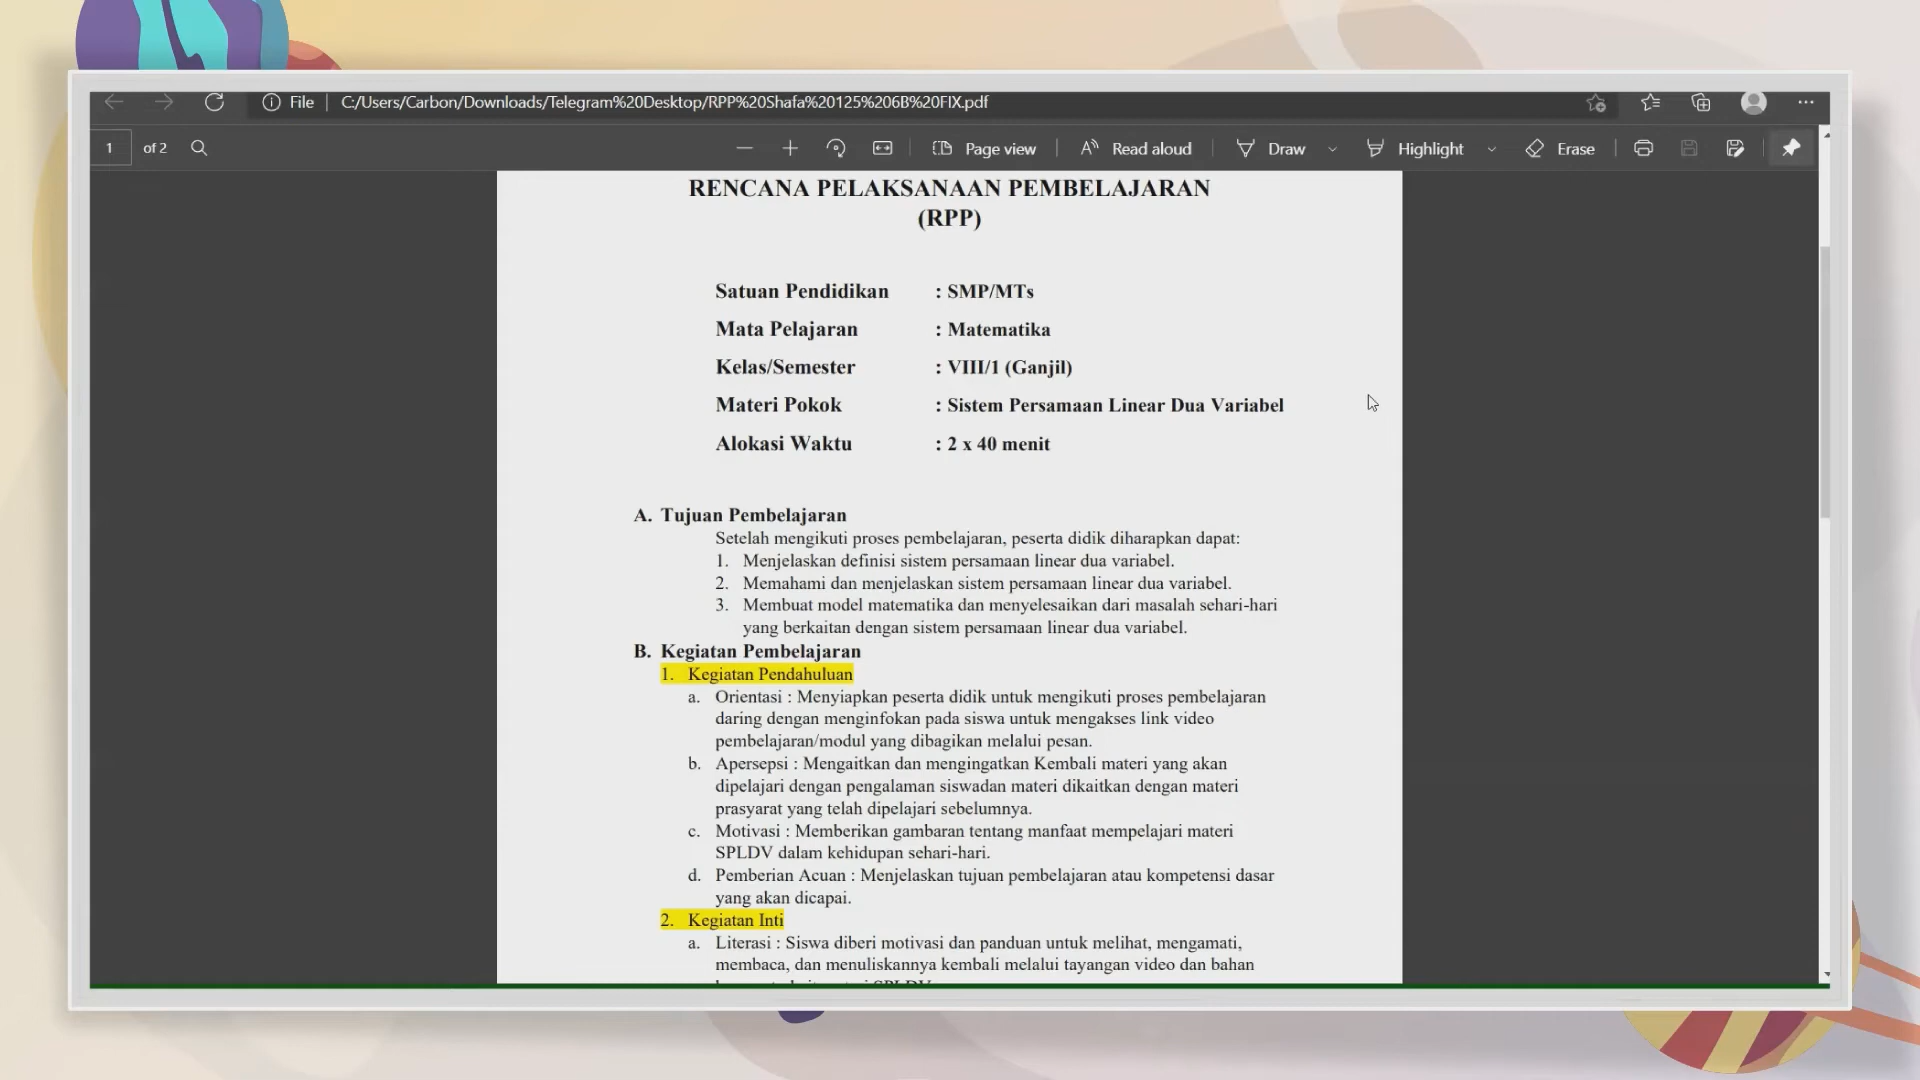 File | C:/Users/Carbon/Downloads/Telegram%20Desktop/RPP%20Shafa%20125%206B%20FIX.pdf
1 of 2 Page view Read aloud Draw Highlight Erase
RENCANA PELAKSANAAN PEMBELAJARAN
(RPP)
Satuan Pendidikan : SMP/MTs
Mata Pelajaran : Matematika
Kelas/Semester : VIII/1 (Ganjil)
Materi Pokok : Sistem Persamaan Linear Dua Variabel
Alokasi Waktu : 2 x 40 menit
A. Tujuan Pembelajaran
Setelah mengikuti proses pembelajaran, peserta didik diharapkan dapat:
1. Menjelaskan definisi sistem persamaan linear dua variabel.
2. Memahami dan menjelaskan sistem persamaan linear dua variabel.
3. Membuat model matematika dan menyelesaikan dari masalah sehari-hari
yang berkaitan dengan sistem persamaan linear dua variabel.
B. Kegiatan Pembelajaran
1. Kegiatan Pendahuluan
a. Orientasi : Menyiapkan peserta didik untuk mengikuti proses pembelajaran
daring dengan menginfokan pada siswa untuk mengakses link video
pembelajaran/modul yang dibagikan melalui pesan.
b. Apersepsi : Mengaitkan dan mengingatkan Kembali materi yang akan
dipelajari dengan pengalaman siswadan materi dikaitkan dengan materi
prasyarat yang telah dipelajari sebelumnya.
c. Motivasi : Memberikan gambaran tentang manfaat mempelajari materi
SPLDV dalam kehidupan sehari-hari.
d. Pemberian Acuan : Menjelaskan tujuan pembelajaran atau kompetensi dasar
yang akan dicapai.
2. Kegiatan Inti
a. Literasi : Siswa diberi motivasi dan panduan untuk melihat, mengamati,
membaca, dan menuliskannya kembali melalui tayangan video dan bahan